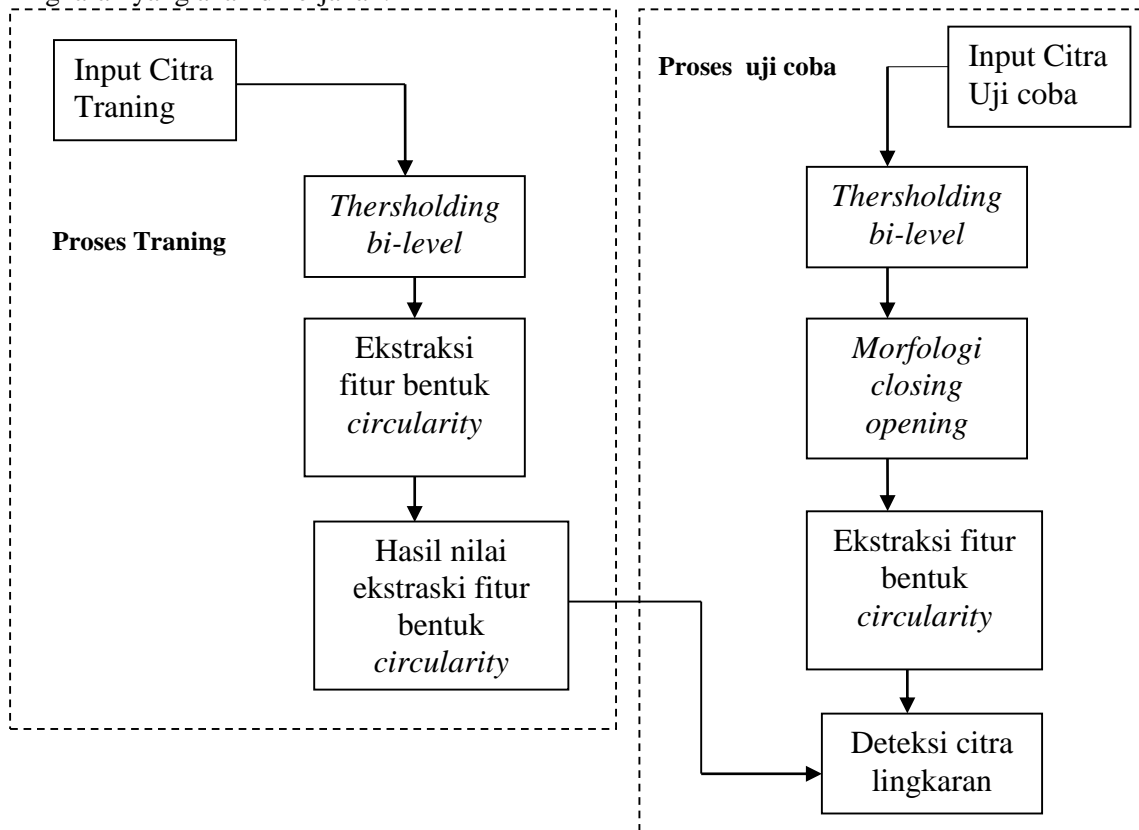 Input Citra
Traning
Thersholding
bi-level
Proses Traning
Ekstraksi
fitur bentuk
circularity
Hasil nilai
ekstraski fitur
bentuk
circularity
Proses uji coba
Input Citra
Uji coba
Thersholding
bi-level
Morfologi
closing
opening
Ekstraksi fitur
bentuk
circularity
Deteksi citra
lingkaran